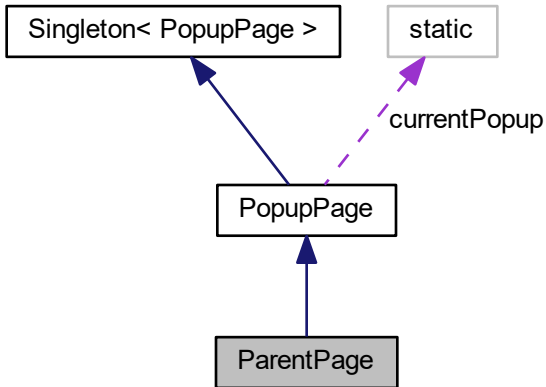 Singleton< PopupPage >
static
currentPopup
PopupPage
ParentPage